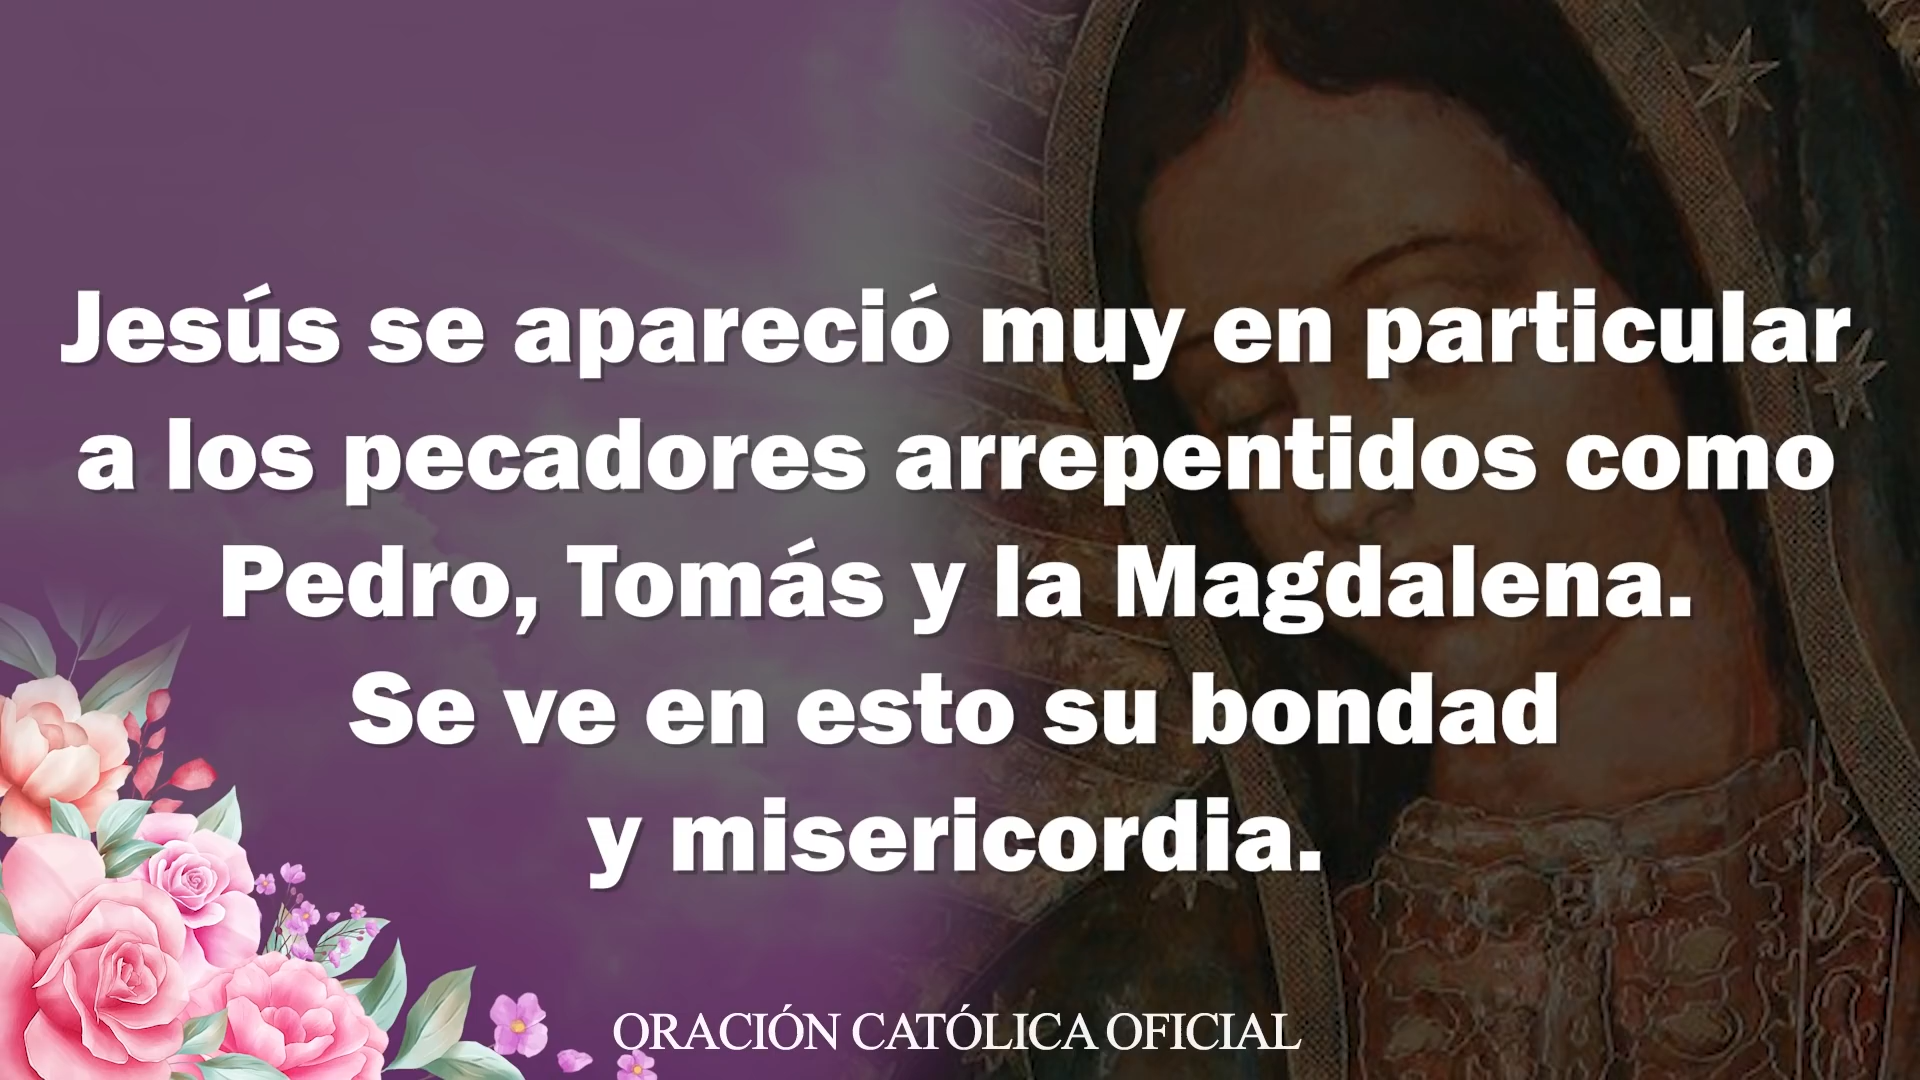 Jesús se apareció muy en particular
a los pecadores arrepentidos como
Pedro, Tomás y la Magdalena.
Se ve en esto su bondad
y misericordia.
ORACIÓN CATÓLICA OFICIAL